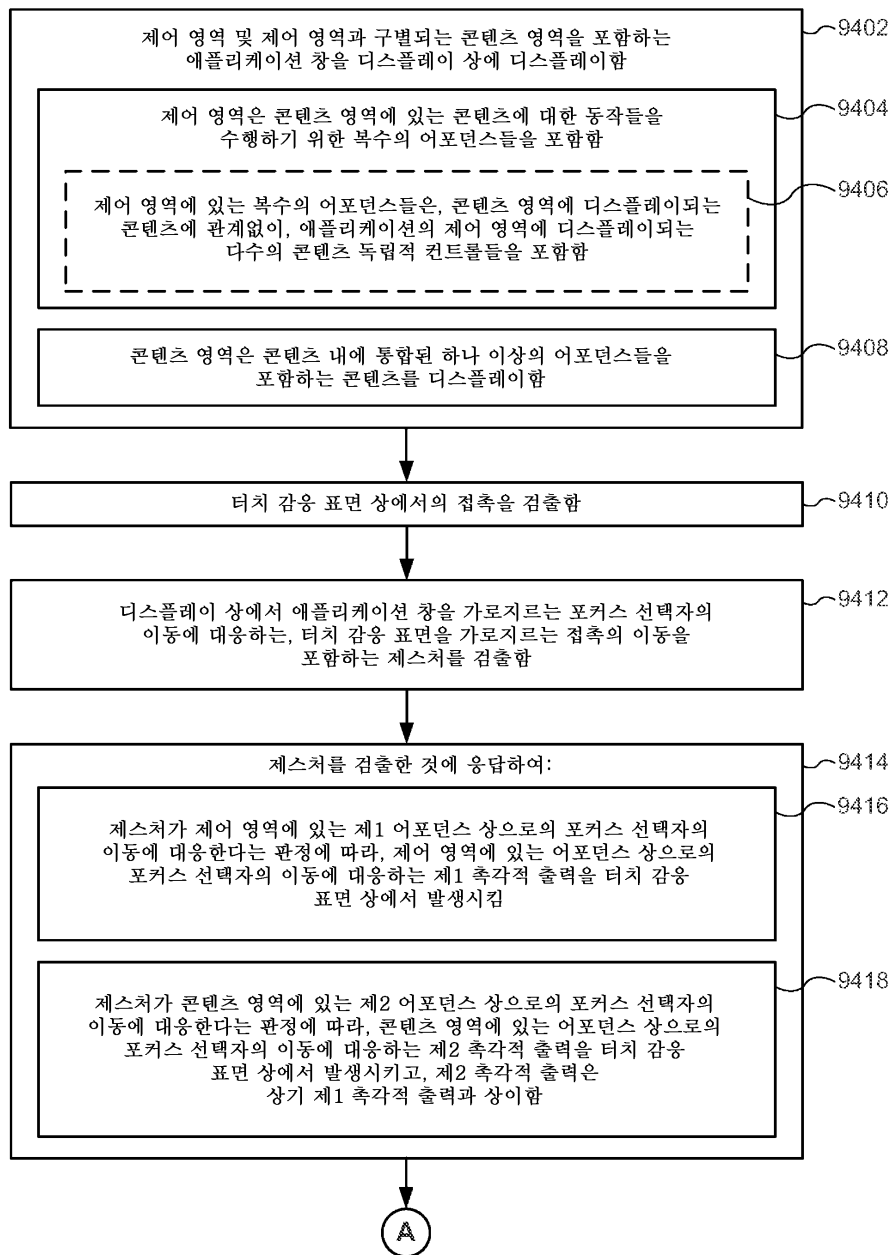 제어 영역 및 제어 영역과 구별되는 콘텐츠 영역을 포함하는
애플리케이션 창을 디스플레이 상에 디스플레이함
9402
제어 영역은 콘텐츠 영역에 있는 콘텐츠에 대한 동작들을
수행하기 위한 복수의 어포던스들을 포함함
9404
제어 영역에 있는 복수의 어포던스들은, 콘텐츠 영역에 디스플레이되는
콘텐츠에 관계없이, 애플리케이션의 제어 영역에 디스플레이되는
다수의 콘텐츠 독립적 컨트롤들을 포함함
9406
콘텐츠 영역은 콘텐츠 내에 통합된 하나 이상의 어포던스들을
포함하는 콘텐츠를 디스플레이함
9408
터치 감응 표면 상에서의 접촉을 검출함
9410
디스플레이 상에서 애플리케이션 창을 가로지르는 포커스 선택자의
이동에 대응하는, 터치 감응 표면을 가로지르는 접촉의 이동을
포함하는 제스처를 검출함
9412
제스처를 검출한 것에 응답하여:
9414
제스처가 제어 영역에 있는 제1 어포던스 상으로의 포커스 선택자의
이동에 대응한다는 판정에 따라, 제어 영역에 있는 어포던스 상으로의
포커스 선택자의 이동에 대응하는 제1 촉각적 출력을 터치 감응
표면 상에서 발생시킴
9416
제스처가 콘텐츠 영역에 있는 제2 어포던스 상으로의 포커스 선택자의
이동에 대응한다는 판정에 따라, 콘텐츠 영역에 있는 어포던스 상으로의
포커스 선택자의 이동에 대응하는 제2 촉각적 출력을 터치 감응
표면 상에서 발생시키고, 제2 촉각적 출력은
상기 제1 촉각적 출력과 상이함
9418
A